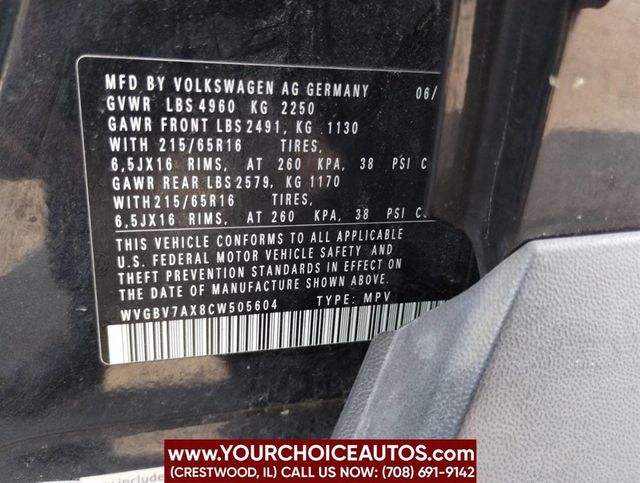 MFD BY VOLKSWAGEN AG GERMANY 06/
GVWR LBS 4960 KG 2250
GAWR FRONT LBS 2491, KG 1130
WITH 215/65R16 TIRES,
6,5JX16 RIMS, AT 260 KPA, 38 PSI C
GAWR REAR LBS 2579, KG 1170
WITH 215/65R16 TIRES,
6,5JX16 RIMS, AT 260 KPA, 38 PSI C
THIS VEHICLE CONFORMS TO ALL APPLICABLE
U.S. FEDERAL MOTOR VEHICLE SAFETY AND
THEFT PREVENTION STANDARDS IN EFFECT ON
THE DATE OF MANUFACTURE SHOWN ABOVE.
WVGBV7AX8CW505604 TYPE: MPV
WWW.YOURCHOICEAUTOS.COM
(CRESTWOOD, IL) CALL US NOW: (708) 691-9142